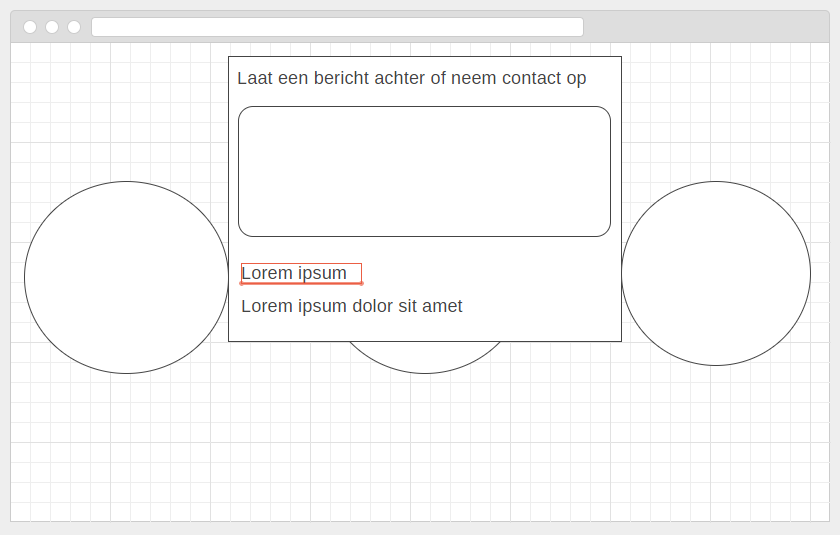 Laat een bericht achter of neem contact op
Lorem ipsum
Lorem ipsum dolor sit amet